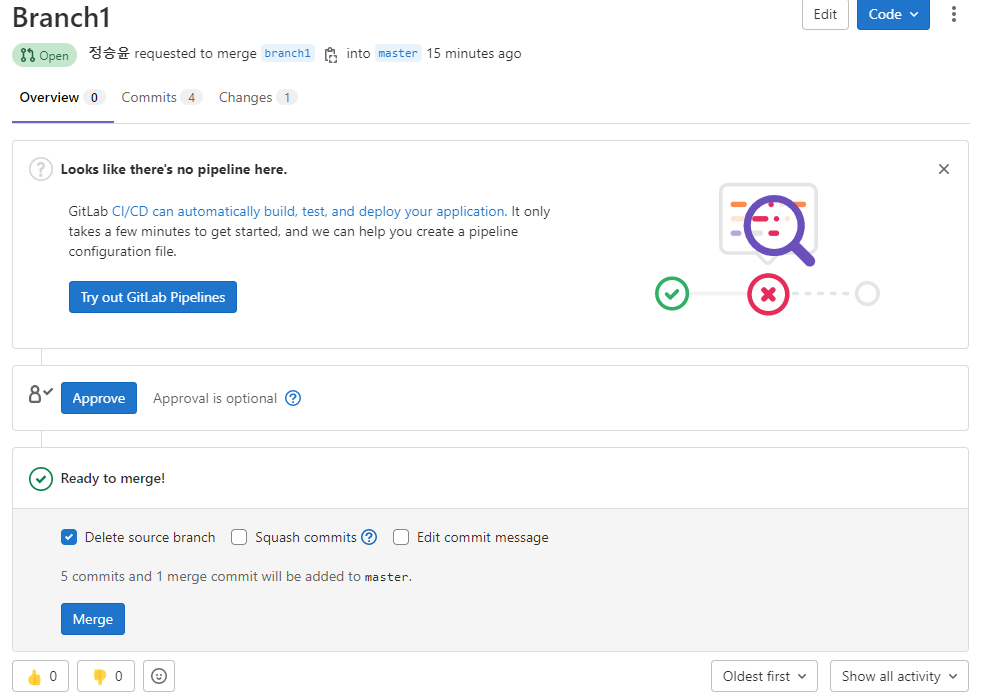 Branch1
Edit
Code
Open
정승윤 requested to merge branch1 into master 15 minutes ago
Overview 0 Commits 4 Changes 1
Looks like there's no pipeline here.
GitLab CI/CD can automatically build, test, and deploy your application. It only
takes a few minutes to get started, and we can help you create a pipeline
configuration file.
Try out GitLab Pipelines
Approve Approval is optional
Ready to merge!
Delete source branch Squash commits Edit commit message
5 commits and 1 merge commit will be added to master.
Merge
0 0 Oldest first Show all activity